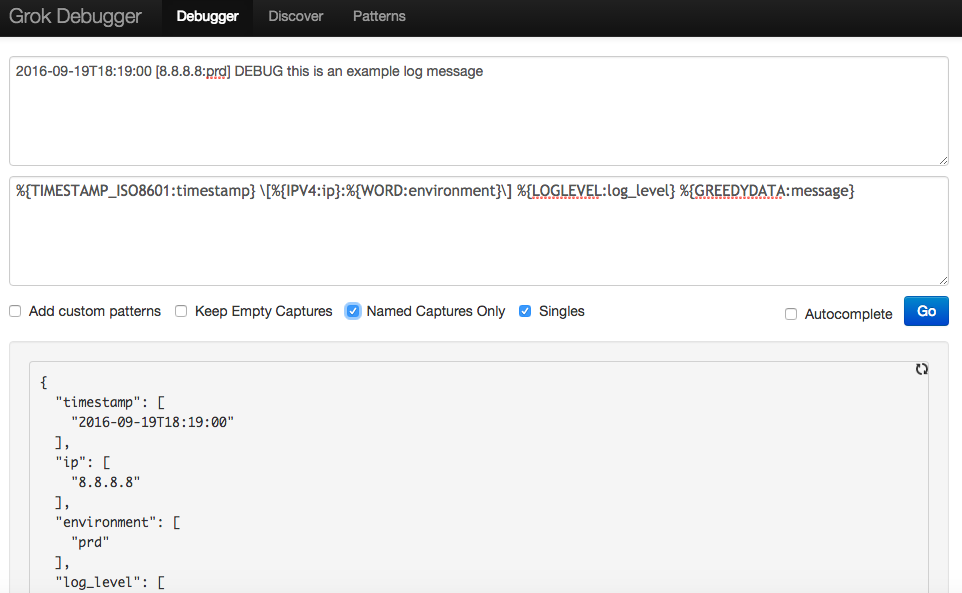 Grok Debugger Debugger Discover Patterns
2016-09-19T18:19:00 [8.8.8.8:prd] DEBUG this is an example log message
%{TIMESTAMP_ISO8601:timestamp} \[%{IPV4:ip}:%{WORD:environment}\] %{LOGLEVEL:log_level} %{GREEDYDATA:message}
Add custom patterns Keep Empty Captures Named Captures Only Singles Autocomplete Go
{
"timestamp": [
"2016-09-19T18:19:00"
],
"ip": [
"8.8.8.8"
],
"environment": [
"prd"
],
"log_level": [